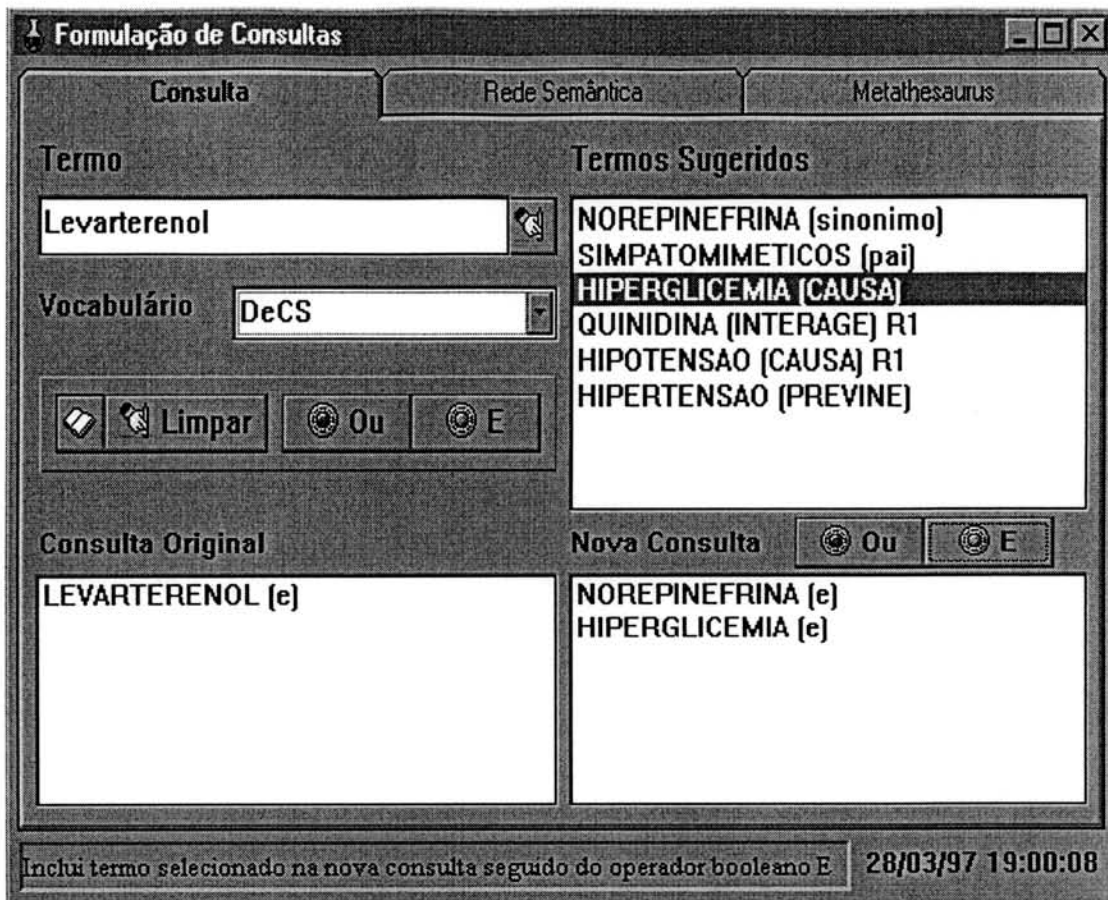 Formulação de Consultas
Consulta
Rede Semântica
Metathesaurus
Termo
Levarterenol
Vocabulário
DeCS
Limpar
Ou
E
Termos Sugeridos
NOREPINEFRINA (sinonimo)
SIMPATOMIMETICOS (pai)
HIPERGLICEMIA (CAUSA)
QUINIDINA (INTERAGE) R1
HIPOTENSAO (CAUSA) R1
HIPERTENSAO (PREVINE)
Consulta Original
LEVARTERENOL (e)
Nova Consulta
Ou
E
NOREPINEFRINA (e)
HIPERGLICEMIA (e)
Inclui termo selecionado na nova consulta seguido do operador booleano E
28/03/97 19:00:08